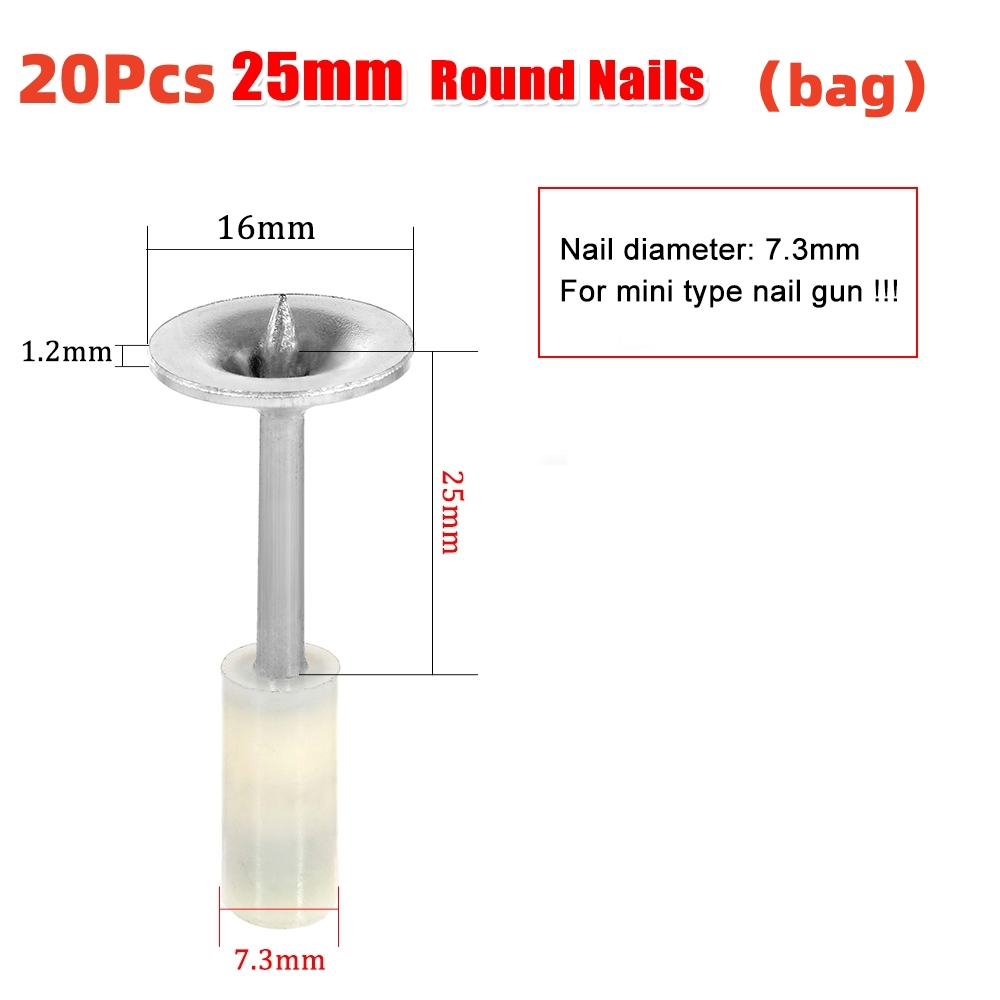 20Pcs 25mm Round Nails （bag）
16mm
Nail diameter: 7.3mm
For mini type nail gun !!!
1.2mm
25mm
7.3mm